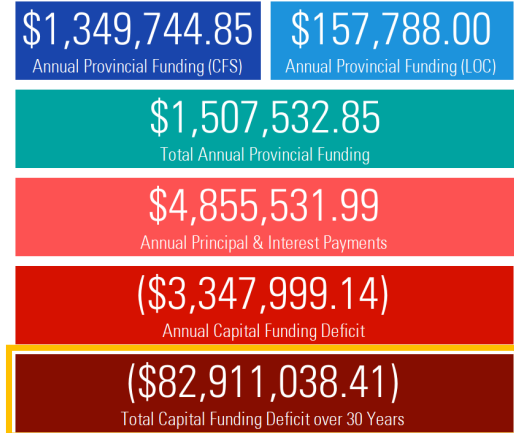 $1,349,744.85 $157,788.00
Annual Provincial Funding (CFS) Annual Provincial Funding (LOC)
$1,507,532.85
Total Annual Provincial Funding
$4,855,531.99
Annual Principal & Interest Payments
($3,347,999.14)
Annual Capital Funding Deficit
($82,911,038.41)
Total Capital Funding Deficit over 30 Years